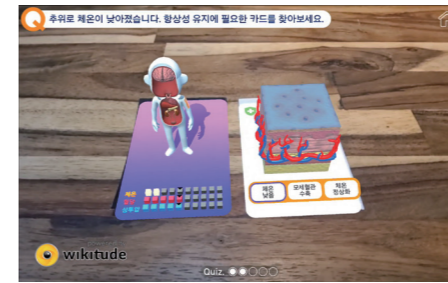 Q 추위로 체온이 낮아졌습니다. 항상성 유지에 필요한 카드를 찾아보세요.
체온
낮음
모세혈관
수축
체온
정상화
체온
wikitude
Quiz.